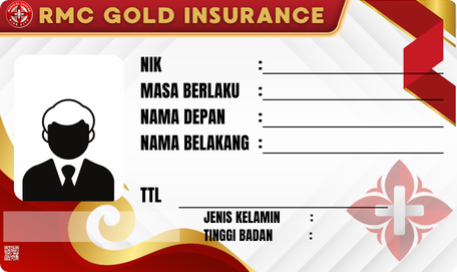 RMC GOLD INSURANCE
NIK :
MASA BERLAKU :
NAMA DEPAN :
NAMA BELAKANG :
TTL
JENIS KELAMIN :
TINGGI BADAN :